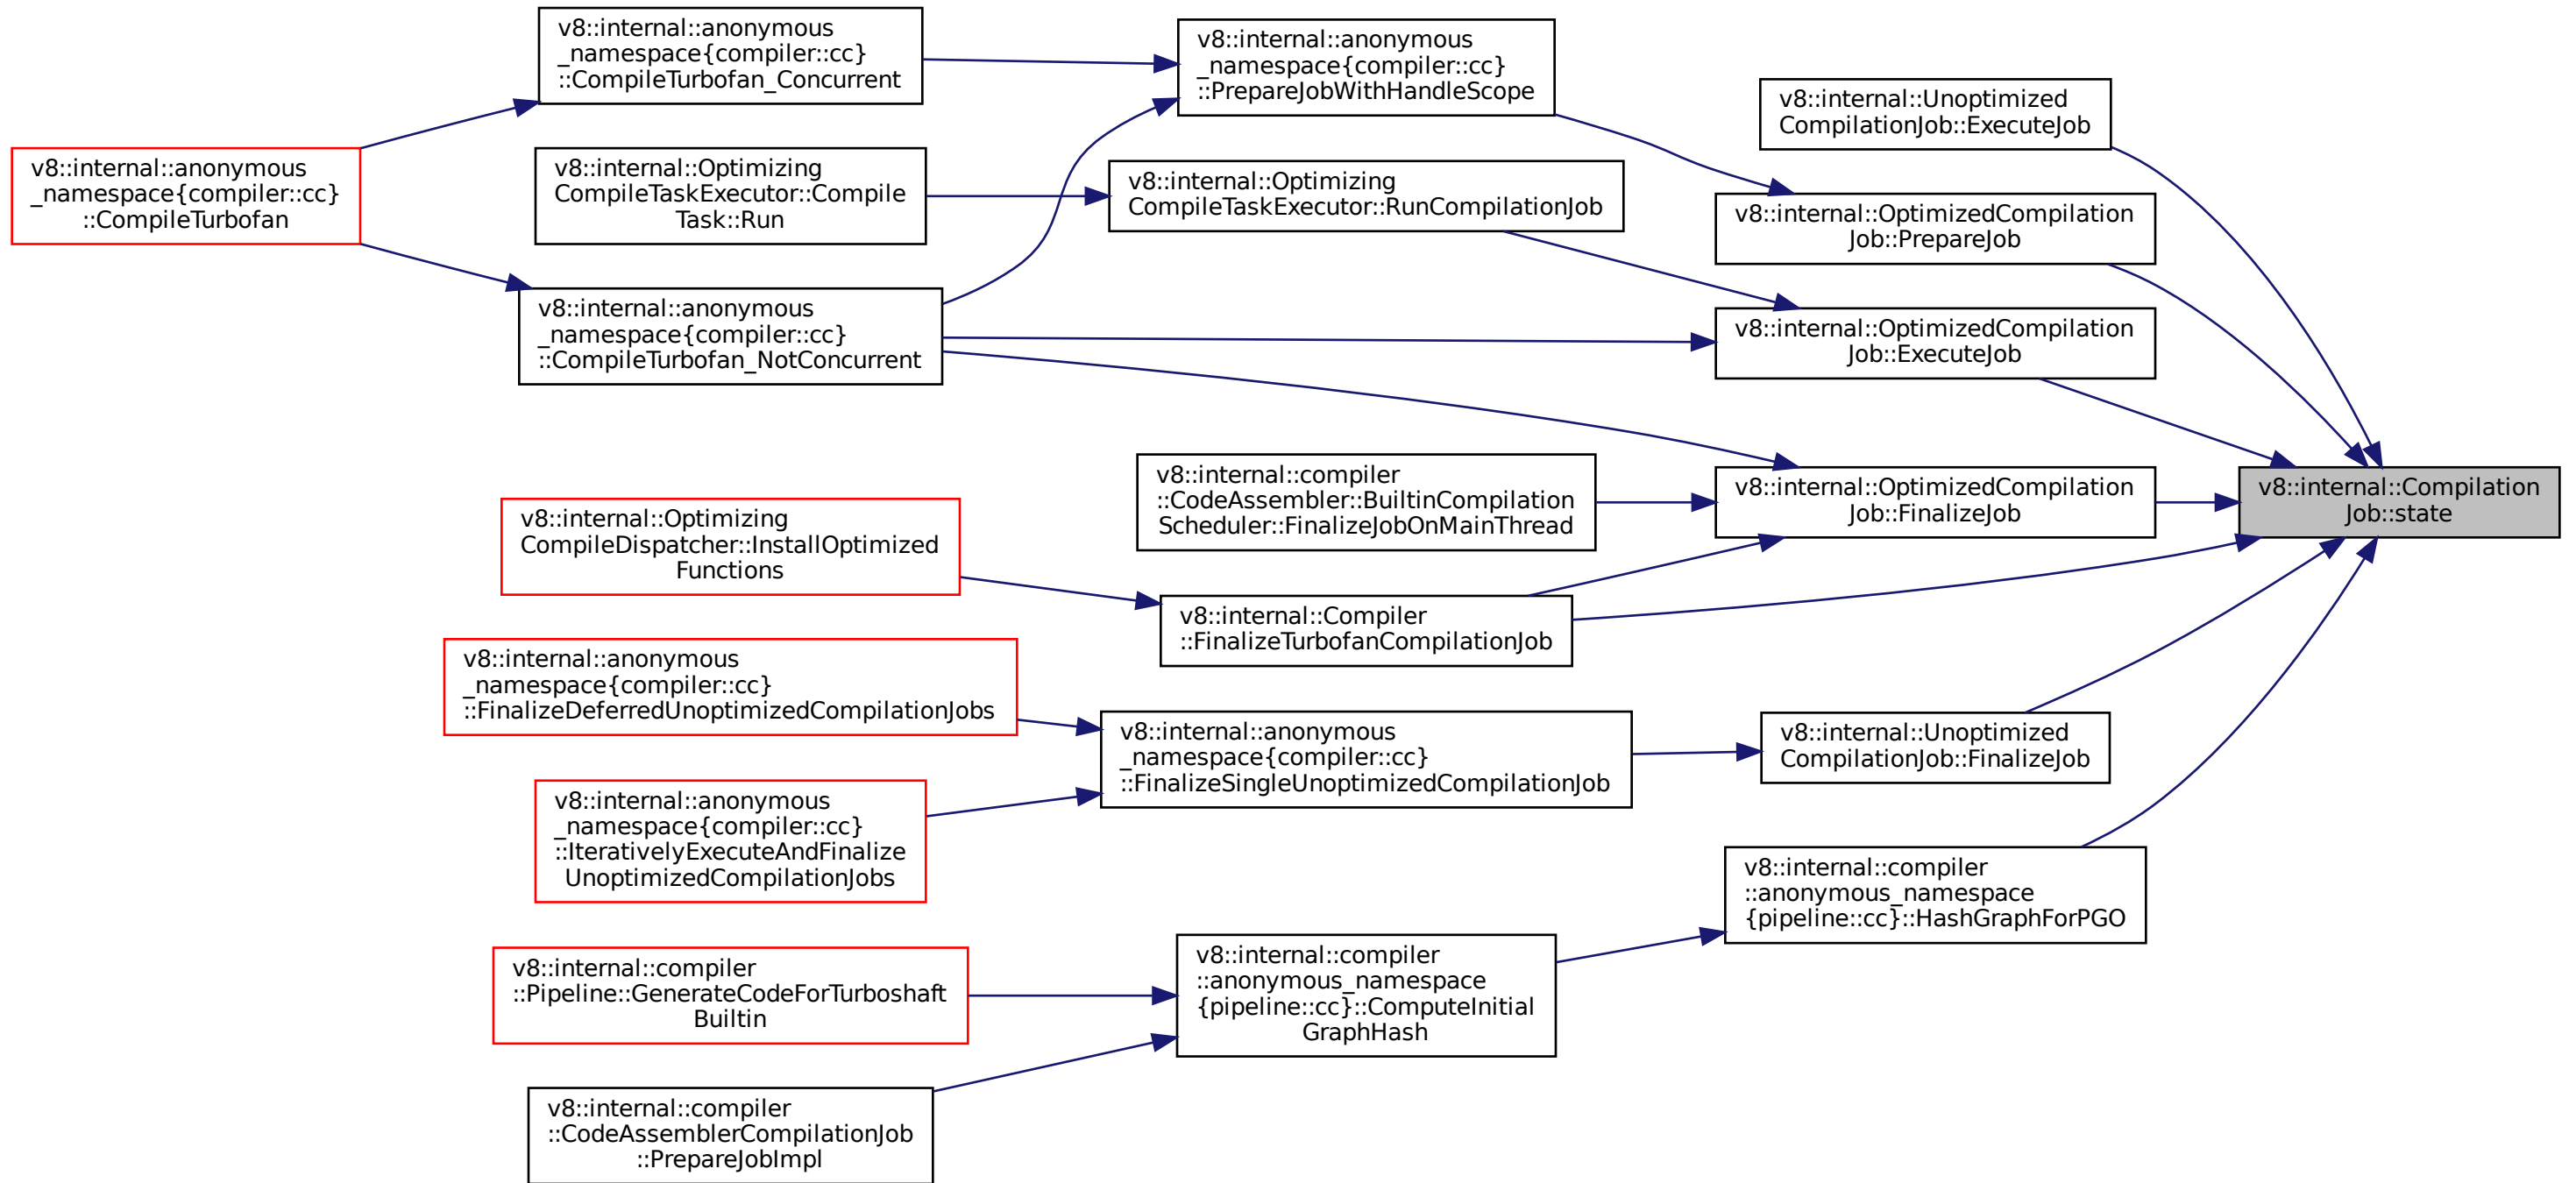 v8::internal::anonymous
_namespace{compiler::cc}
::CompileTurbofan_Concurrent
v8::internal::anonymous
_namespace{compiler::cc}
::PrepareJobWithHandleScope
v8::internal::Unoptimized
CompilationJob::ExecuteJob
v8::internal::anonymous
_namespace{compiler::cc}
::CompileTurbofan
v8::internal::Optimizing
CompileTaskExecutor::Compile
Task::Run
v8::internal::Optimizing
CompileTaskExecutor::RunCompilationJob
v8::internal::OptimizedCompilation
Job::PrepareJob
v8::internal::anonymous
_namespace{compiler::cc}
::CompileTurbofan_NotConcurrent
v8::internal::OptimizedCompilation
Job::ExecuteJob
v8::internal::compiler
::CodeAssembler::BuiltinCompilation
Scheduler::FinalizeJobOnMainThread
v8::internal::OptimizedCompilation
Job::FinalizeJob
v8::internal::Compilation
Job::state
v8::internal::Optimizing
CompileDispatcher::InstallOptimized
Functions
v8::internal::Compiler
::FinalizeTurbofanCompilationJob
v8::internal::anonymous
_namespace{compiler::cc}
::FinalizeDeferredUnoptimizedCompilationJobs
v8::internal::anonymous
_namespace{compiler::cc}
::FinalizeSingleUnoptimizedCompilationJob
v8::internal::Unoptimized
CompilationJob::FinalizeJob
v8::internal::anonymous
_namespace{compiler::cc}
::IterativelyExecuteAndFinalize
UnoptimizedCompilationJobs
v8::internal::compiler
::anonymous_namespace
{pipeline::cc}::HashGraphForPGO
v8::internal::compiler
::Pipeline::GenerateCodeForTurboshaft
Builtin
v8::internal::compiler
::anonymous_namespace
{pipeline::cc}::ComputeInitial
GraphHash
v8::internal::compiler
::CodeAssemblerCompilationJob
::PrepareJobImpl